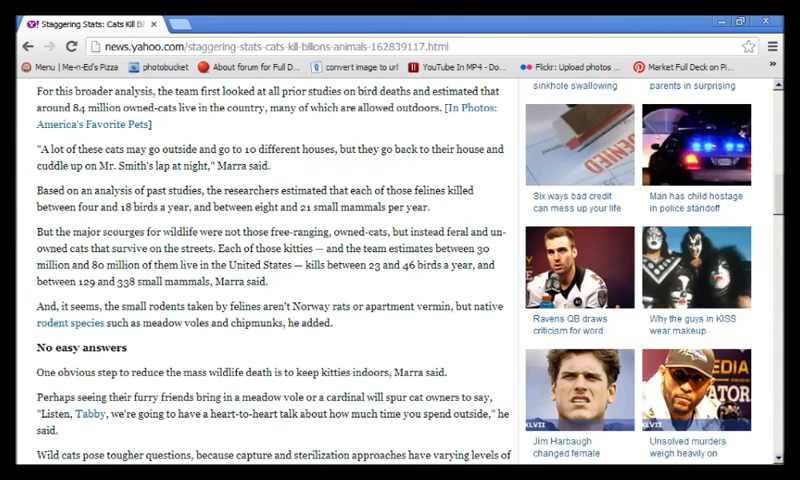 Staggering Stats: Cats Kill Bi
news.yahoo.com/staggering-stats-cats-kill-billions-animals-162839117.html
Menu | Me-n-Ed's Pizza
photobucket
About forum for Full D...
convert image to url
YouTube In MP4 - Do...
Flickr: Upload photos ...
Market Full Deck on Pi...
For this broader analysis, the team first looked at all prior studies on bird deaths and estimated that
around 84 million owned-cats live in the country, many of which are allowed outdoors. [In Photos:
America's Favorite Pets]
"A lot of these cats may go outside and go to 10 different houses, but they go back to their house and
cuddle up on Mr. Smith's lap at night," Marra said.
Based on an analysis of past studies, the researchers estimated that each of those felines killed
between four and 18 birds a year, and between eight and 21 small mammals per year.
But the major scourges for wildlife were not those free-ranging, owned-cats, but instead feral and un-
owned cats that survive on the streets. Each of those kitties — and the team estimates between 30
million and 80 million of them live in the United States — kills between 23 and 46 birds a year, and
between 129 and 338 small mammals, Marra said.
And, it seems, the small rodents taken by felines aren't Norway rats or apartment vermin, but native
rodent species such as meadow voles and chipmunks, he added.
No easy answers
One obvious step to reduce the mass wildlife death is to keep kitties indoors, Marra said.
Perhaps seeing their furry friends bring in a meadow vole or a cardinal will spur cat owners to say,
"Listen, Tabby, we're going to have a heart-to-heart talk about how much time you spend outside," he
said.
Wild cats pose tougher questions, because capture and sterilization approaches have varying levels of
sinkhole swallowing
parents in surprising
DENIED
Six ways bad credit
can mess up your life
Man has child hostage
in police standoff
Ravens QB draws
criticism for word
Why the guys in KISS
wear makeup
XLVII
Jim Harbaugh
changed female
EDIA
ATOR
XLVII
Unsolved murders
weigh heavily on